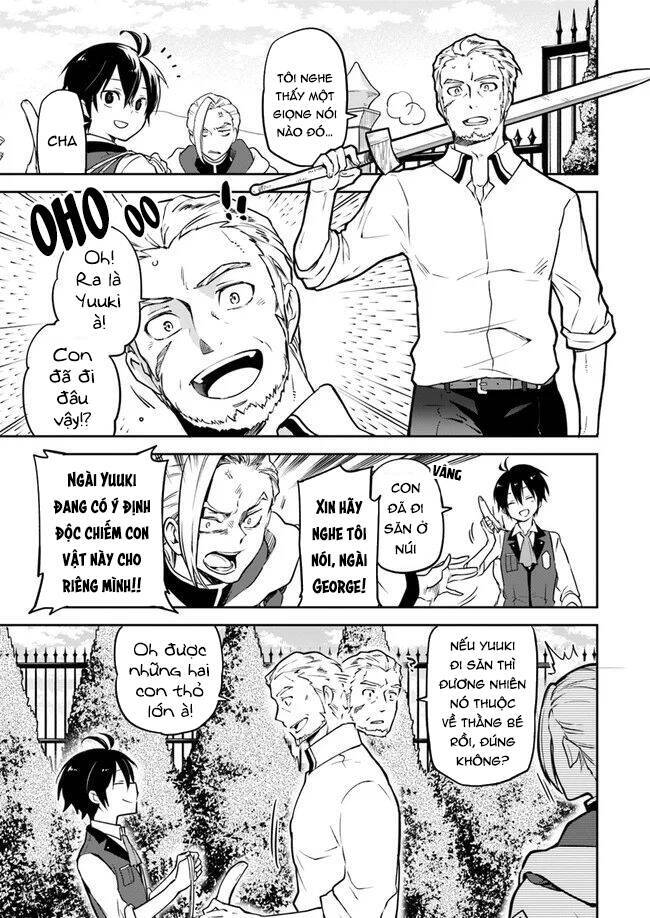 TÔI NGHE
THẤY MỘT
GIỌNG NÓI
NÀO ĐÓ...
CHA
OHO OO
!!
Oh!
Ra là
Yuuki
à!
Con
đã đi
đâu
vậy!?
VÂNG
CON
ĐÃ ĐI
SĂN Ở
NÚI
XIN HÃY
NGHE TÔI
NÓI, NGÀI
GEORGE!
NGÀI YUUKI
ĐANG CÓ Ý ĐỊNH
ĐỘC CHIẾM CON
VẬT NÀY CHO
RIÊNG MÌNH!!
NẾU YUUKI
ĐI SĂN THÌ
ĐƯƠNG NHIÊN
NÓ THUỘC
VỀ THẰNG BÉ
RỒI, ĐÚNG
KHÔNG?
Oh được
những hai
con thỏ
lớn à!